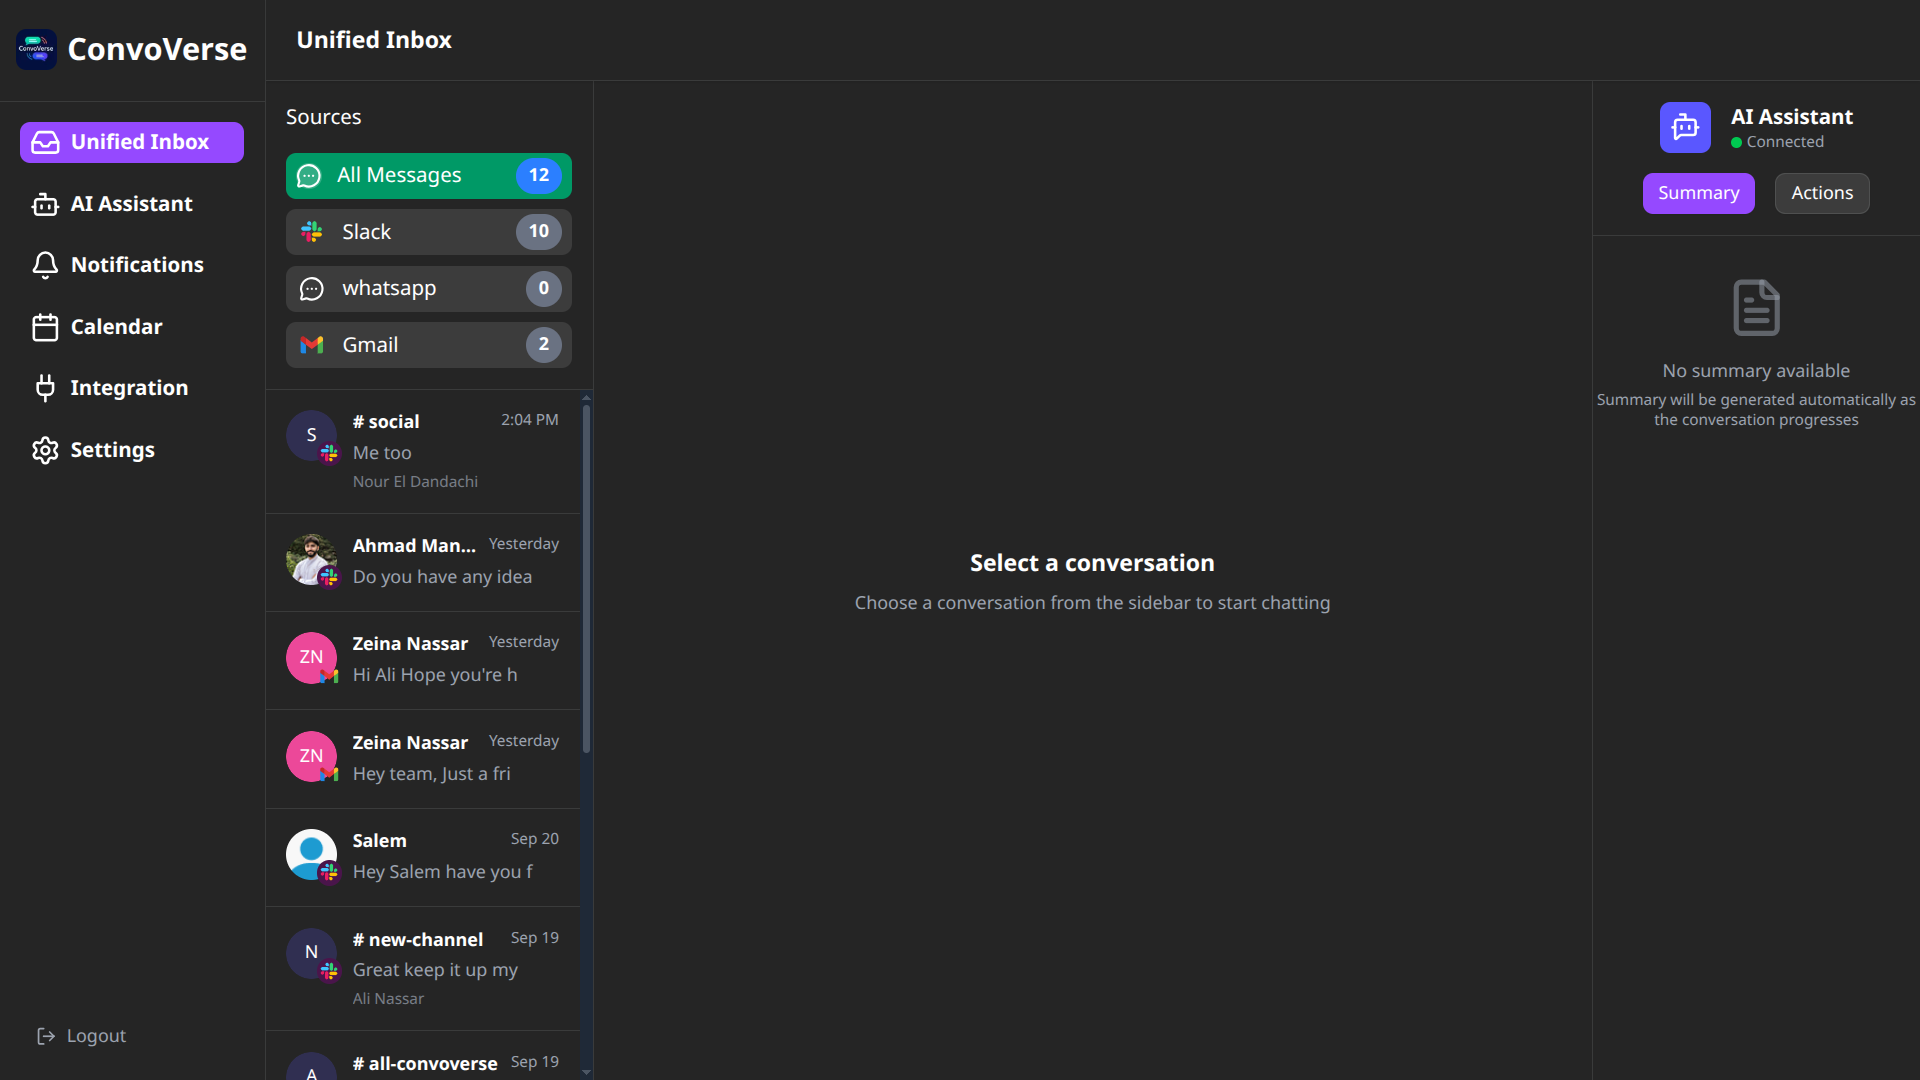 ConvoVerse
ConvoVerse
Unified Inbox
AI Assistant
Notifications
Calendar
Integration
Settings
Logout
Unified Inbox
Sources
All Messages 12
Slack 10
whatsapp 0
Gmail 2
S
# social 2:04 PM
Me too
Nour El Dandachi
Ahmad Man... Yesterday
Do you have any idea
ZN
Zeina Nassar Yesterday
Hi Ali Hope you're h
ZN
Zeina Nassar Yesterday
Hey team, Just a fri
Salem Sep 20
Hey Salem have you f
N
# new-channel Sep 19
Great keep it up my
Ali Nassar
A
# all-convoverse Sep 19
Select a conversation
Choose a conversation from the sidebar to start chatting
AI Assistant
Connected
Summary Actions
No summary available
Summary will be generated automatically as
the conversation progresses